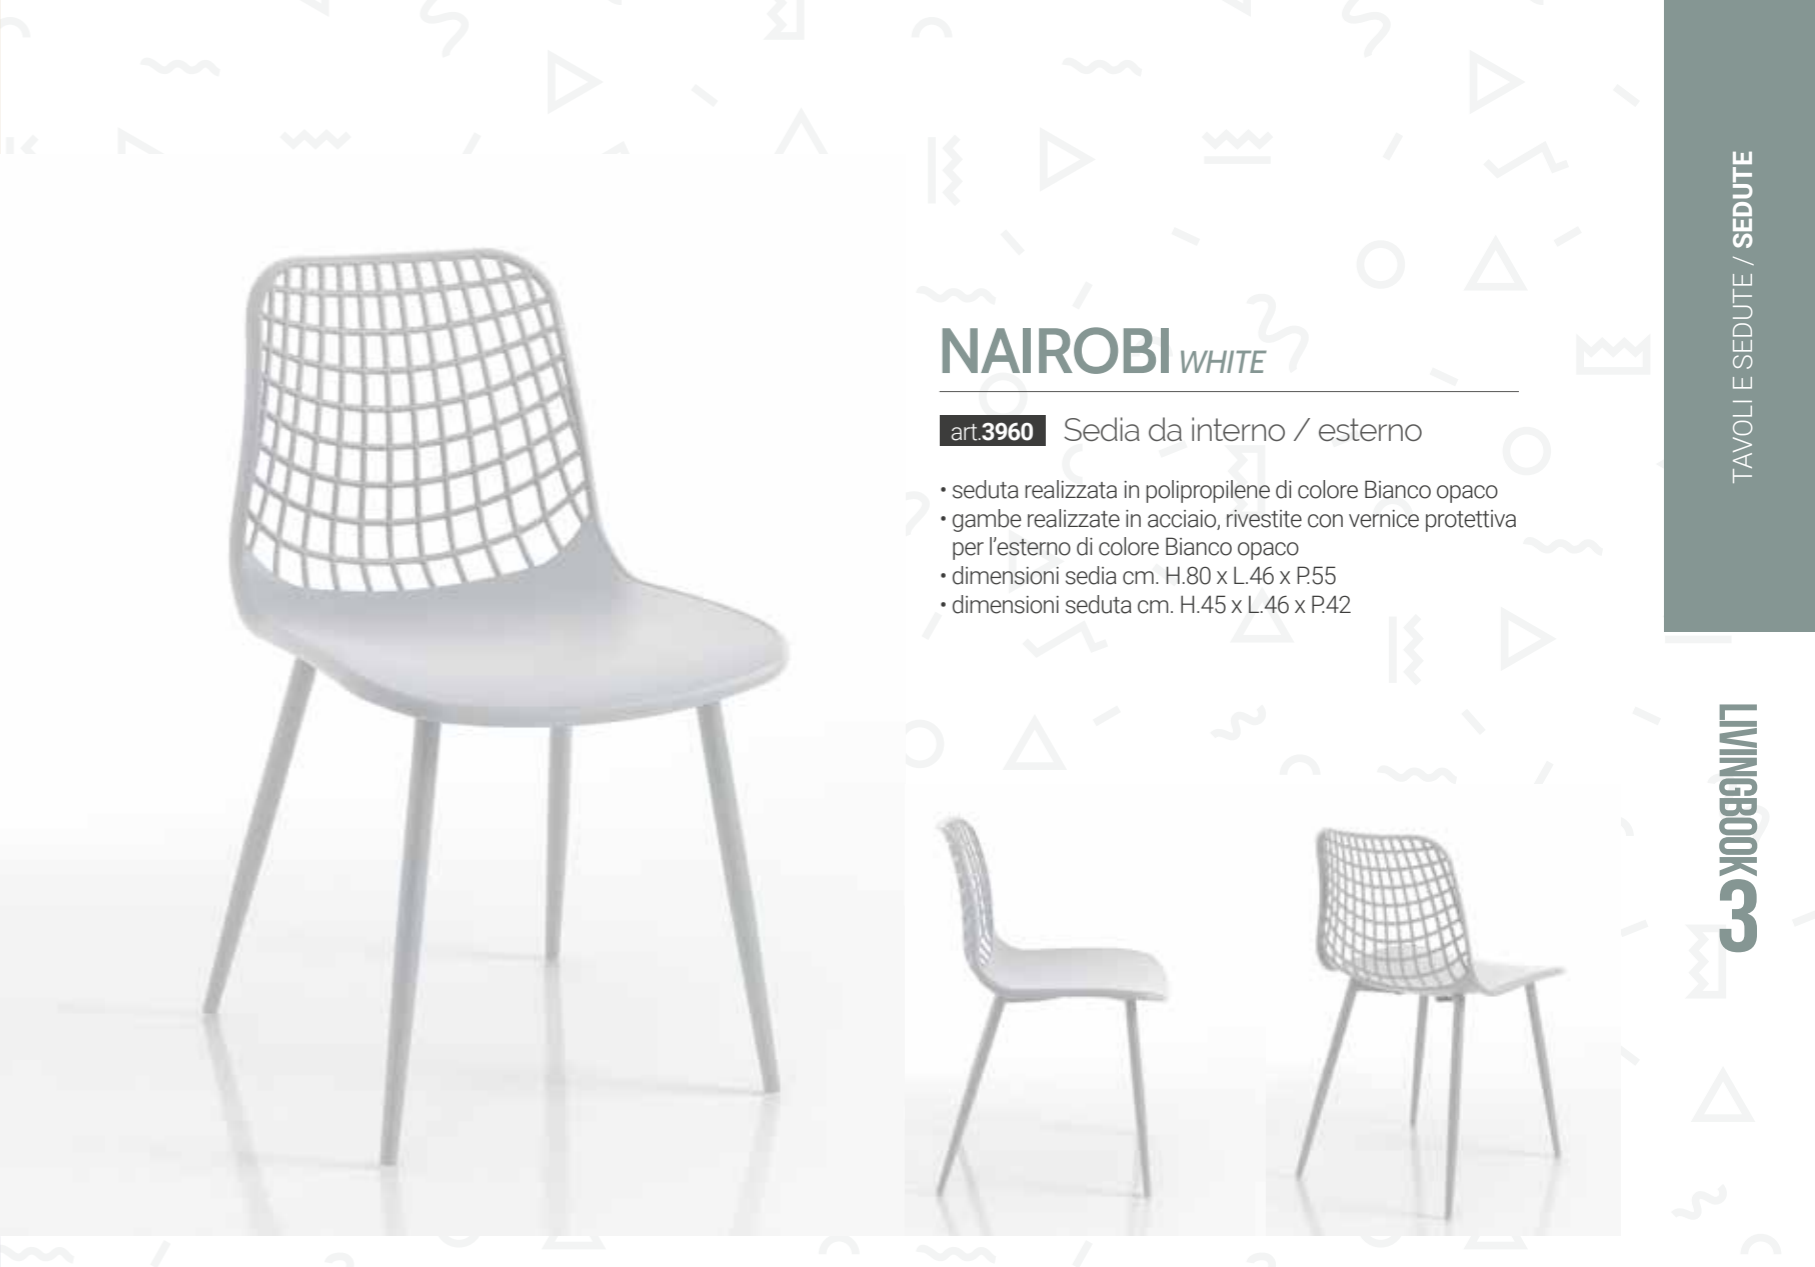 NAIROBI WHITE
art.3960 Sedia da interno / esterno
• seduta realizzata in polipropilene di colore Bianco opaco
• gambe realizzate in acciaio, rivestite con vernice protettiva
per l'esterno di colore Bianco opaco
• dimensioni sedia cm. H.80 x L.46 x P.55
• dimensioni seduta cm. H.45 x L.46 x P.42
TAVOLI E SEDUTE / SEDUTE
LIVINGBOOK3